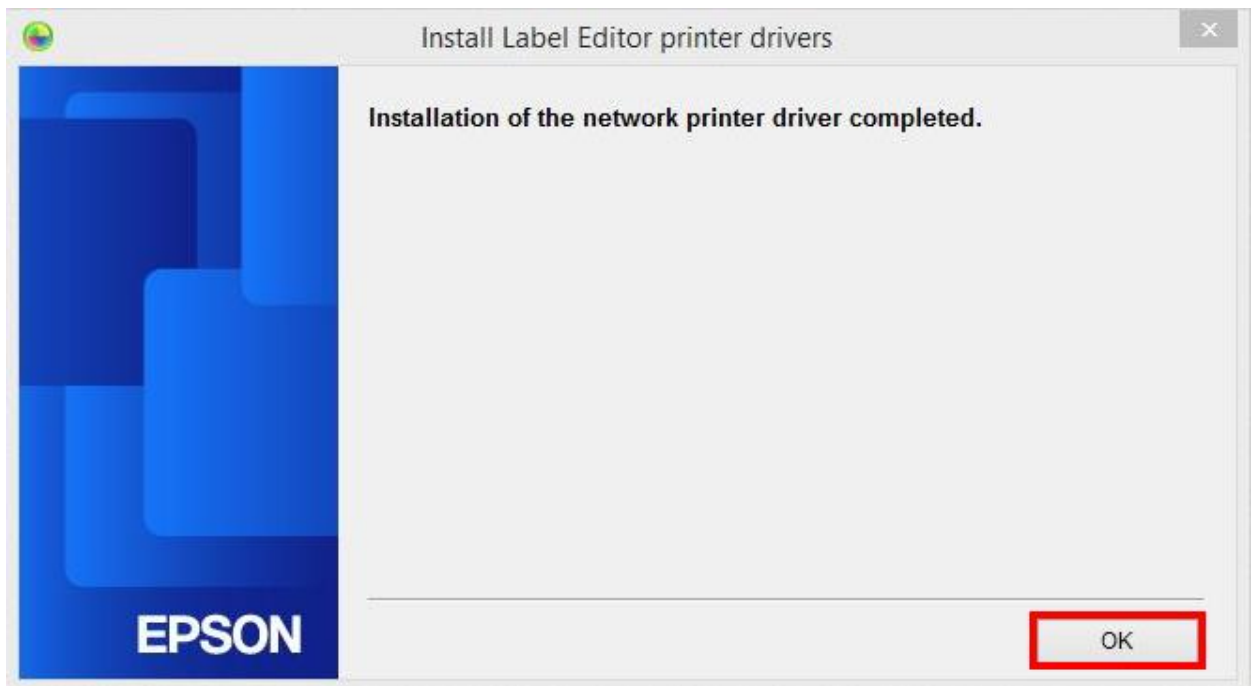 Install Label Editor printer drivers
Installation of the network printer driver completed.
EPSON
OK